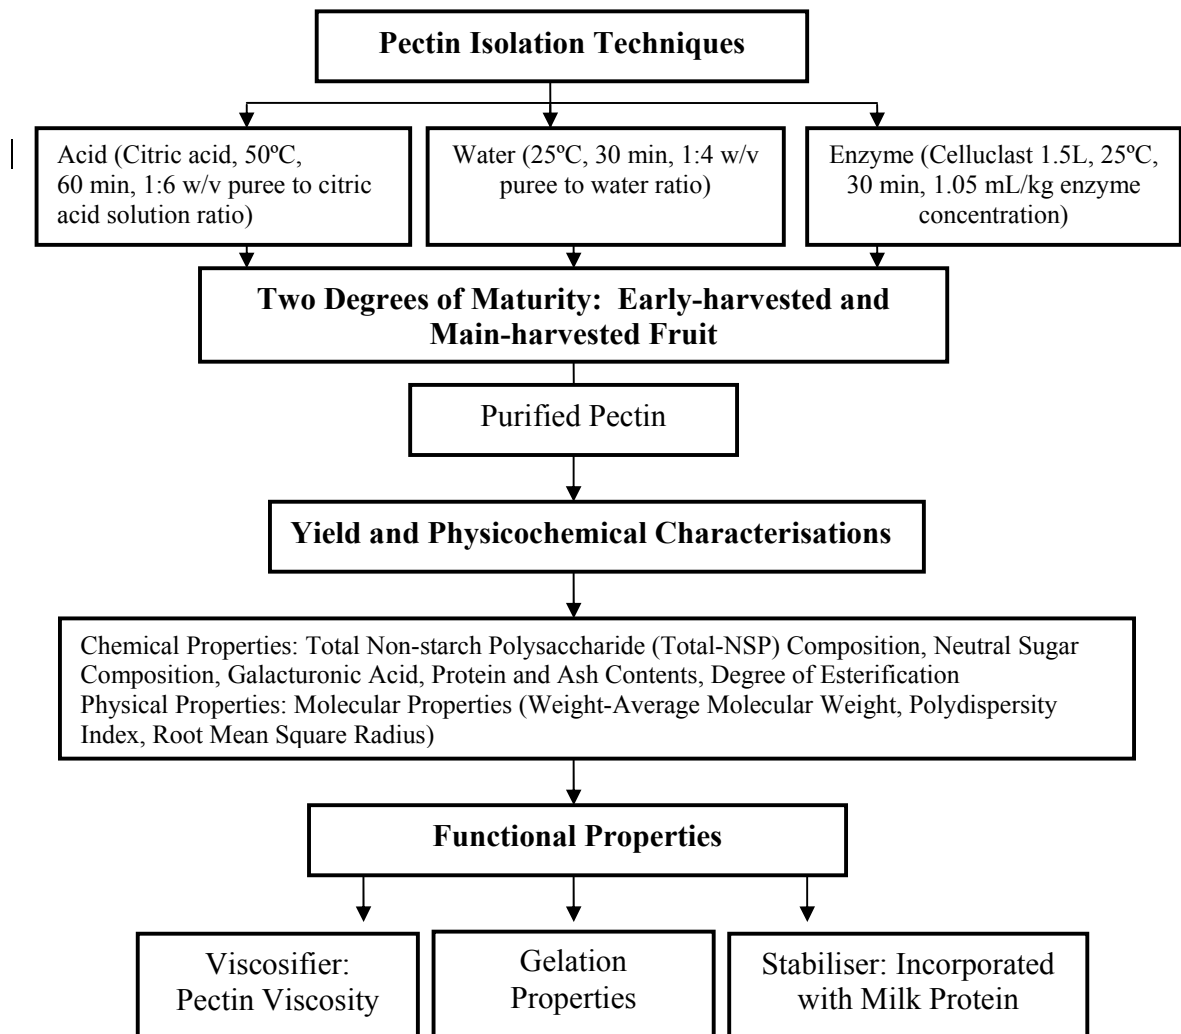 Pectin Isolation Techniques
Acid (Citric acid, 50ºC,
60 min, 1:6 w/v puree to citric
acid solution ratio)
Water (25ºC, 30 min, 1:4 w/v
puree to water ratio)
Enzyme (Celluclast 1.5L, 25ºC,
30 min, 1.05 mL/kg enzyme
concentration)
Two Degrees of Maturity: Early-harvested and
Main-harvested Fruit
Purified Pectin
Yield and Physicochemical Characterisations
Chemical Properties: Total Non-starch Polysaccharide (Total-NSP) Composition, Neutral Sugar
Composition, Galacturonic Acid, Protein and Ash Contents, Degree of Esterification
Physical Properties: Molecular Properties (Weight-Average Molecular Weight, Polydispersity
Index, Root Mean Square Radius)
Functional Properties
Viscosifier:
Pectin Viscosity
Gelation
Properties
Stabiliser: Incorporated
with Milk Protein